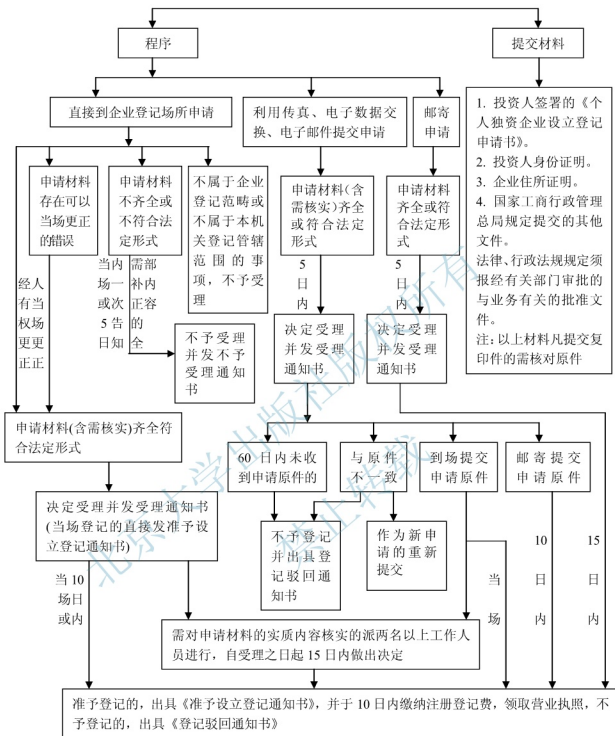 程序
提交材料
直接到企业登记场所申请
利用传真、电子数据交
换、电子邮件提交申请
邮寄
申请
1. 投资人签署的《个
人独资企业设立登记
申请书》。
2. 投资人身份证明。
3. 企业住所证明。
4. 国家工商行政管理
总局规定提交的其他
文件。
法律、行政法规规定须
报经有关部门审批的
与业务有关的批准文
件。
注：以上材料凡提交复
印件的需核对原件
申请材料
存在可以
当场更正
的错误
申请材料
不齐全或
不符合法
定形式
不属于企业
登记范畴或
不属于本机
关登记管辖
范围的事
项，不予受
理
申请材料(含
需核实)齐全
或符合法定
形式
申请材料
齐全或符
合法定形
式
经人
有当
权场
更更
正正
当内
场一
或次
5告
日知
需部
补内
正容
的
全
5
日
内
5
日
内
不予受理
并发不予
受理通知
书
决定受理
并发受理
通知书
决定受理
并发受理
通知书
申请材料(含需核实)齐全符
合法定形式
60 日内未收
到申请原件的
与原件
不一致
到场提交
申请原件
邮寄提交
申请原件
决定受理并发受理通知书
(当场登记的直接发准予设
立登记通知书)
不予登记
并出具登
记驳回通
知书
作为新申
请的重新
提交
当10
场日
或内
当
场
10
日
内
15
日
内
需对申请材料的实质内容核实的派两名以上工作人
员进行，自受理之日起 15 日内做出决定
准予登记的，出具《准予设立登记通知书》，并于 10 日内缴纳注册登记费，领取营业执照，不
予登记的，出具《登记驳回通知书》
北京大学出版社版权所有
禁止转载